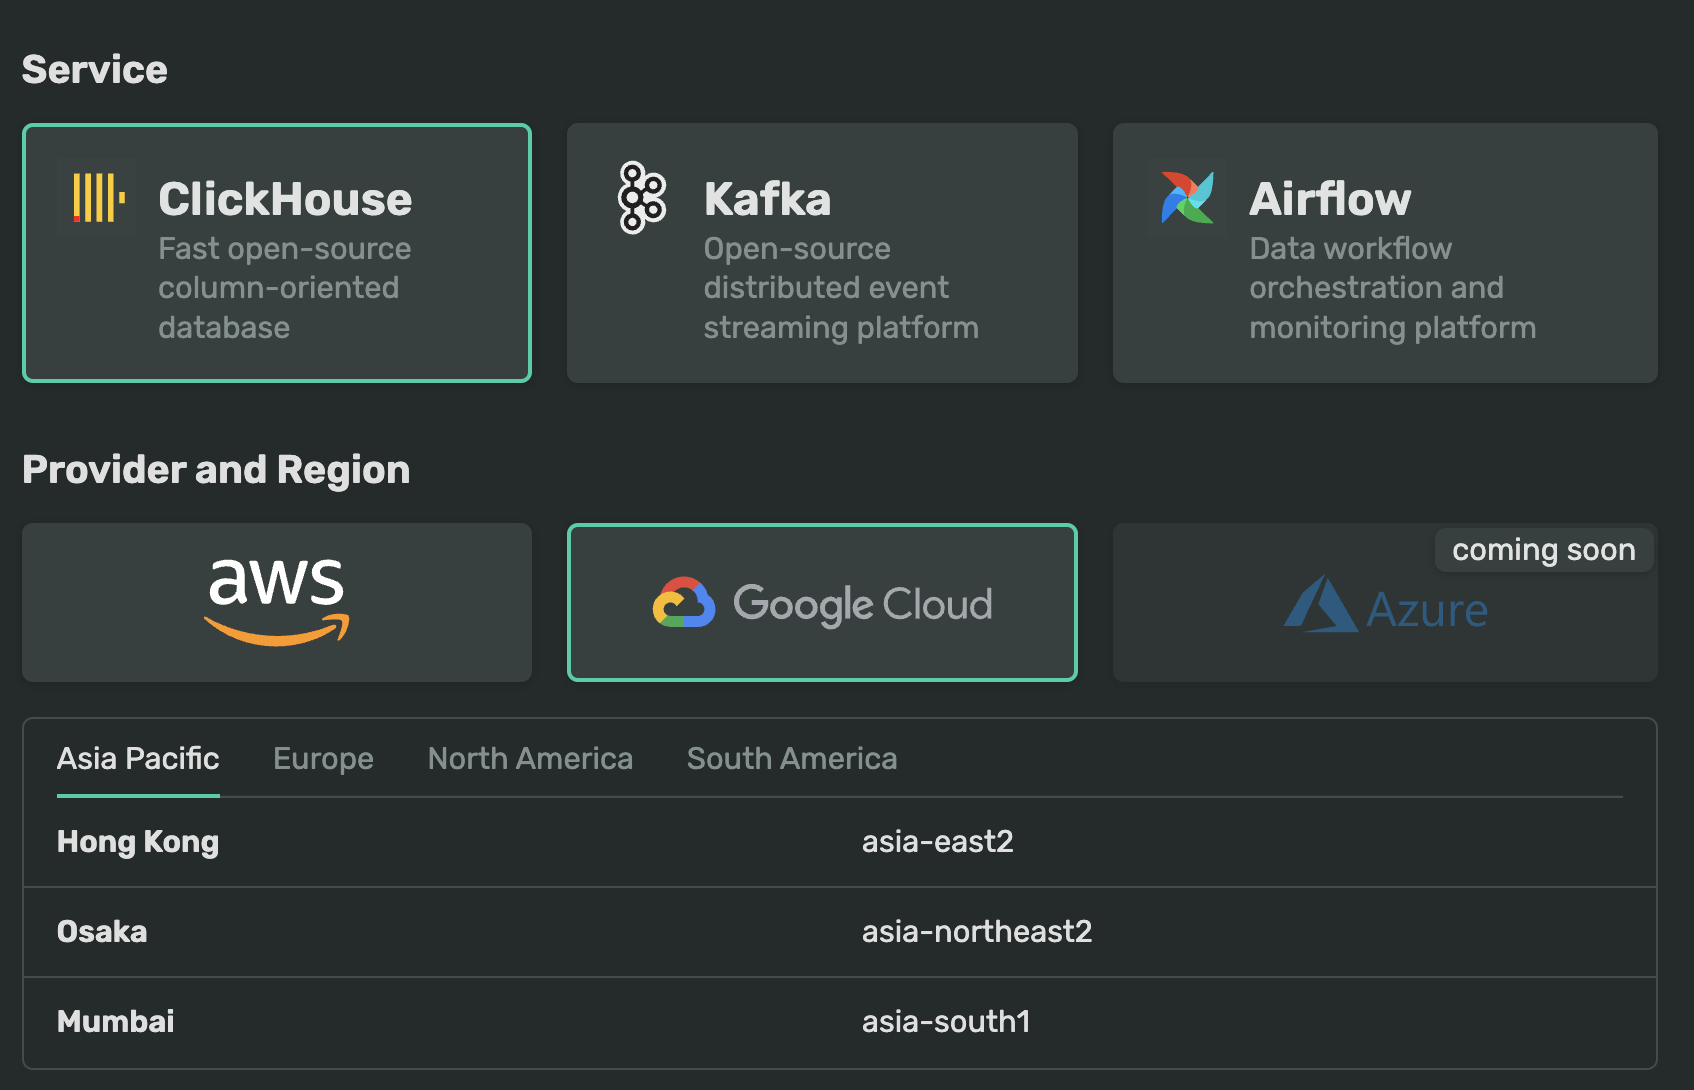 Service
ClickHouse
Fast open-source
column-oriented
database
Kafka
Open-source
distributed event
streaming platform
Airflow
Data workflow
orchestration and
monitoring platform
Provider and Region
aws
Google Cloud
coming soon
Azure
Asia Pacific Europe North America South America
Hong Kong asia-east2
Osaka asia-northeast2
Mumbai asia-south1